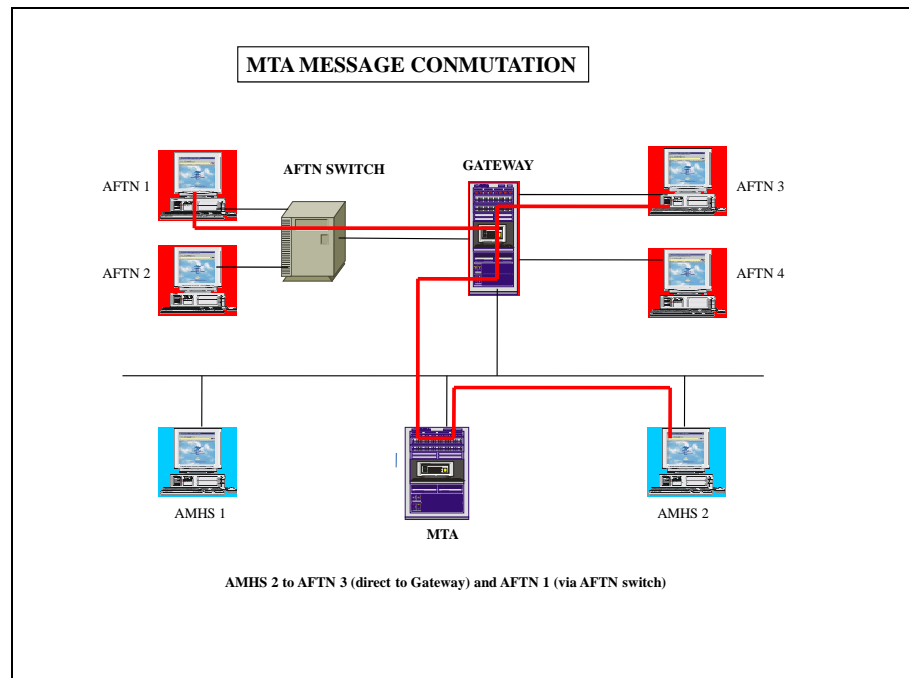 MTA MESSAGE CONMUTATION
AFTN 1
AFTN SWITCH
GATEWAY
AFTN 3
AFTN 2
AFTN 4
AMHS 1
MTA
AMHS 2
AMHS 2 to AFTN 3 (direct to Gateway) and AFTN 1 (via AFTN switch)